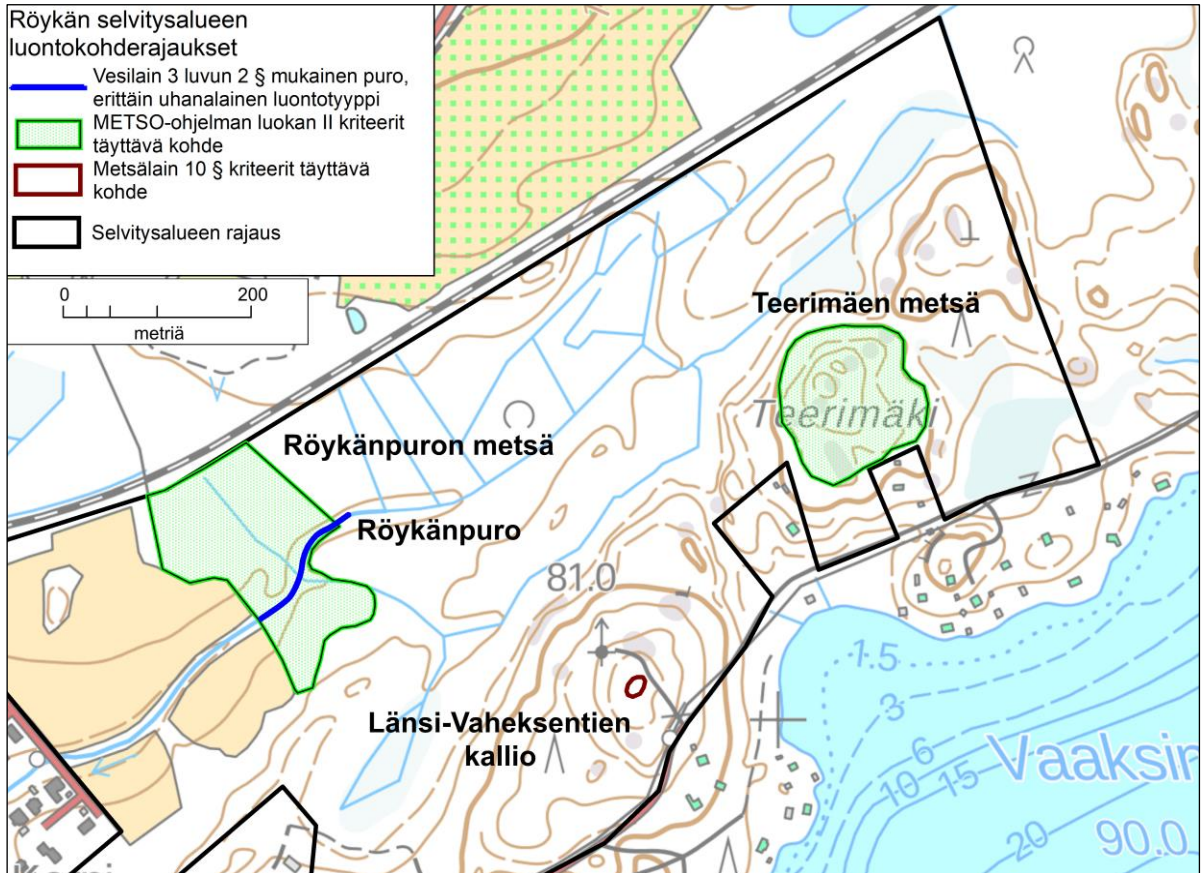 Röykän selvitysalueen
luontokohderajaukset
Vesilain 3 luvun 2 § mukainen puro,
erittäin uhanalainen luontotyyppi
METSO-ohjelman luokan II kriteerit
täyttävä kohde
Metsälain 10 § kriteerit täyttävä
kohde
Selvitysalueen rajaus
0 200
metriä
Teerimäen metsä
Teerimäki
Röykänpuron metsä
Röykänpuro
81.0
Länsi-Vaheksentien
kallio
1.5
3
6
10
15
20
Vaaksin
90.0